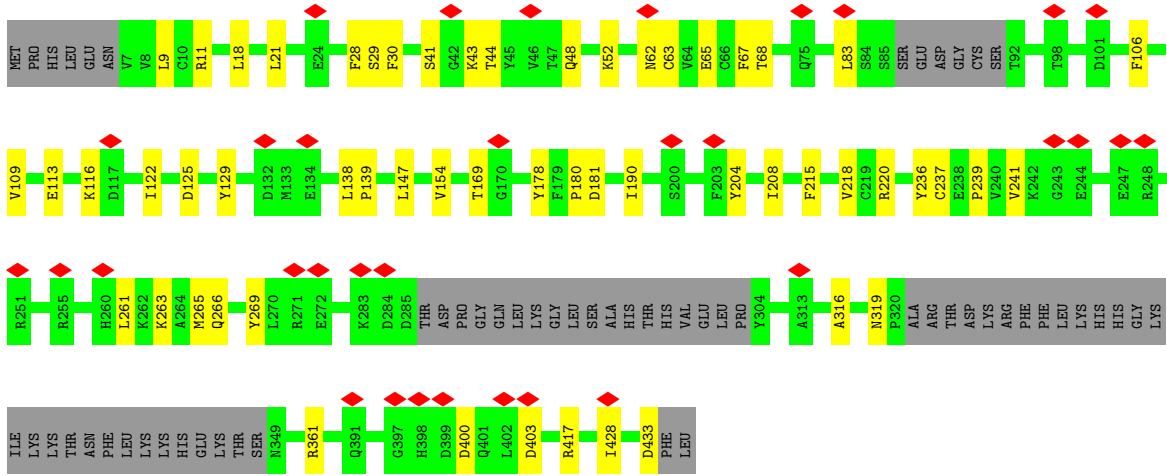 MET PRO HIS LEU GLU ASN V7 V8 L9 C10 R11 L18 L21 E24 F28 S29 F30 S41 G42 K43 T44 Y45 V46 T47 Q48 K52 N62 C63 V64 E65 C66 F67 T68 Q75 L83 S84 S85 SER GLU ASP GLY CYS SER T92 T98 D101 F106
V109 E113 K116 D117 I122 D125 Y129 D132 M133 E134 L138 P139 L147 V154 T169 G170 Y178 F179 P180 D181 I190 S200 F203 Y204 I208 F215 V218 C219 R220 Y236 C237 E238 P239 V240 V241 K242 G243 E244 E247 R248
R251 R255 H260 L261 K262 K263 A264 M265 Q266 Y269 L270 R271 E272 K283 D284 D285 THR ASP PRO GLY GLN LEU LYS GLY LEU SER ALA HIS THR HIS VAL GLU LEU PRO Y304 A313 A316 N319 P320 ALA ARG THR ASP LYS ARG PHE PHE LEU LYS HIS HIS GLY LYS
ILE LYS LYS THR ASN PHE LEU LYS LYS HIS GLU LYS THR SER N349 R361 Q391 G397 H398 D399 D400 Q401 L402 D403 R417 I428 D433 PHE LEU